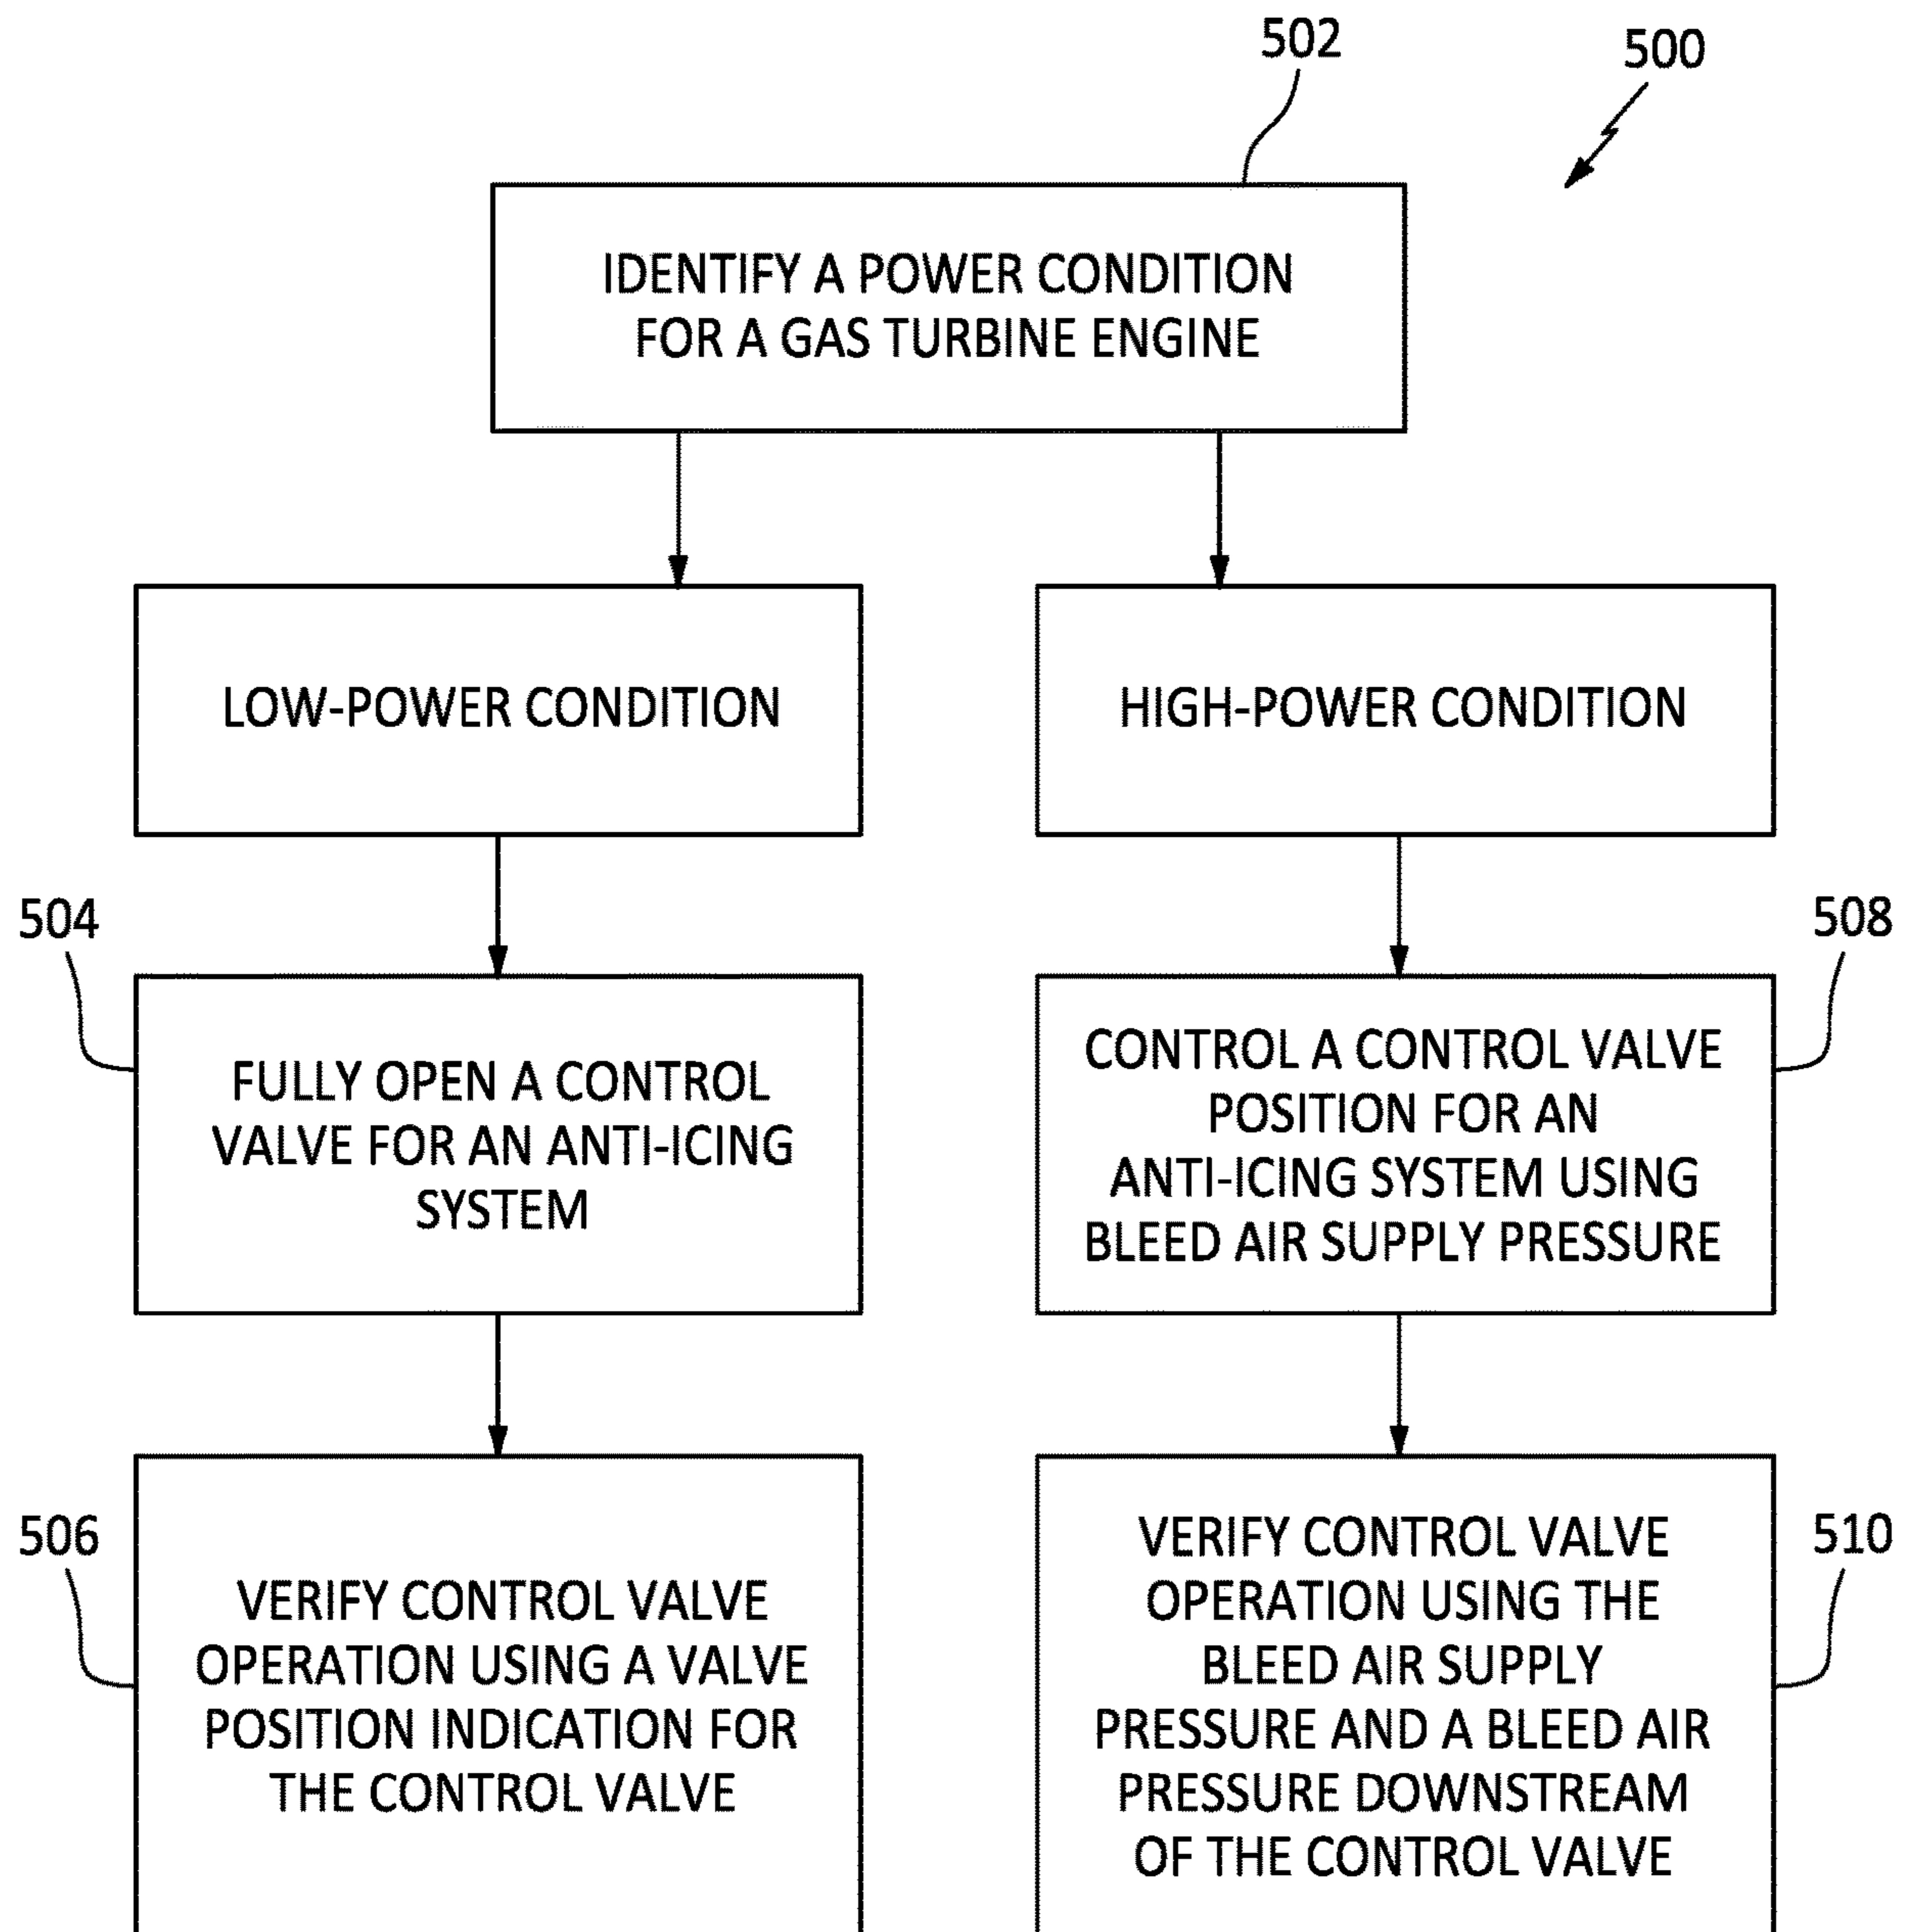 502
500
IDENTIFY A POWER CONDITION
FOR A GAS TURBINE ENGINE
LOW-POWER CONDITION
HIGH-POWER CONDITION
504
FULLY OPEN A CONTROL
VALVE FOR AN ANTI-ICING
SYSTEM
508
CONTROL A CONTROL VALVE
POSITION FOR AN
ANTI-ICING SYSTEM USING
BLEED AIR SUPPLY PRESSURE
506
VERIFY CONTROL VALVE
OPERATION USING A VALVE
POSITION INDICATION FOR
THE CONTROL VALVE
510
VERIFY CONTROL VALVE
OPERATION USING THE
BLEED AIR SUPPLY
PRESSURE AND A BLEED AIR
PRESSURE DOWNSTREAM
OF THE CONTROL VALVE